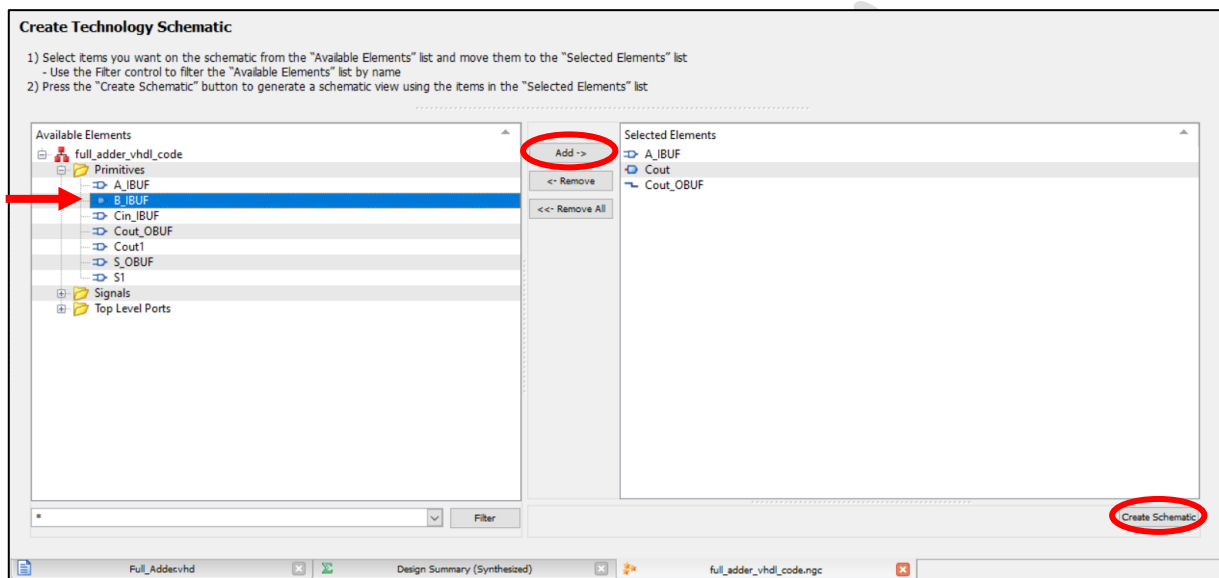 Create Technology Schematic
1) Select items you want on the schematic from the "Available Elements" list and move them to the "Selected Elements" list
- Use the Filter control to filter the "Available Elements" list by name
2) Press the "Create Schematic" button to generate a schematic view using the items in the "Selected Elements" list
Available Elements
full_adder_vhdl_code
Primitives
A_IBUF
B_IBUF
Cin_IBUF
Cout_OBUF
Cout1
S_OBUF
S1
Signals
Top Level Ports
Add ->
<- Remove
<<- Remove All
Selected Elements
A_IBUF
Cout
Cout_OBUF
*
Filter
Create Schematic
Full_Adder.vhd
Design Summary (Synthesized)
full_adder_vhdl_code.ngc